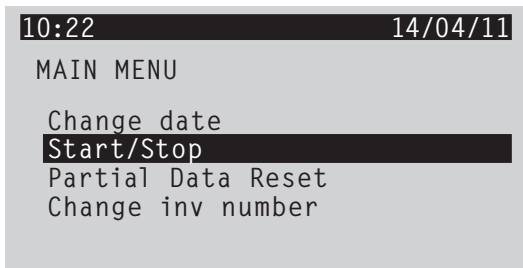 10:22 14/04/11
MAIN MENU
Change date
Start/Stop
Partial Data Reset
Change inv number